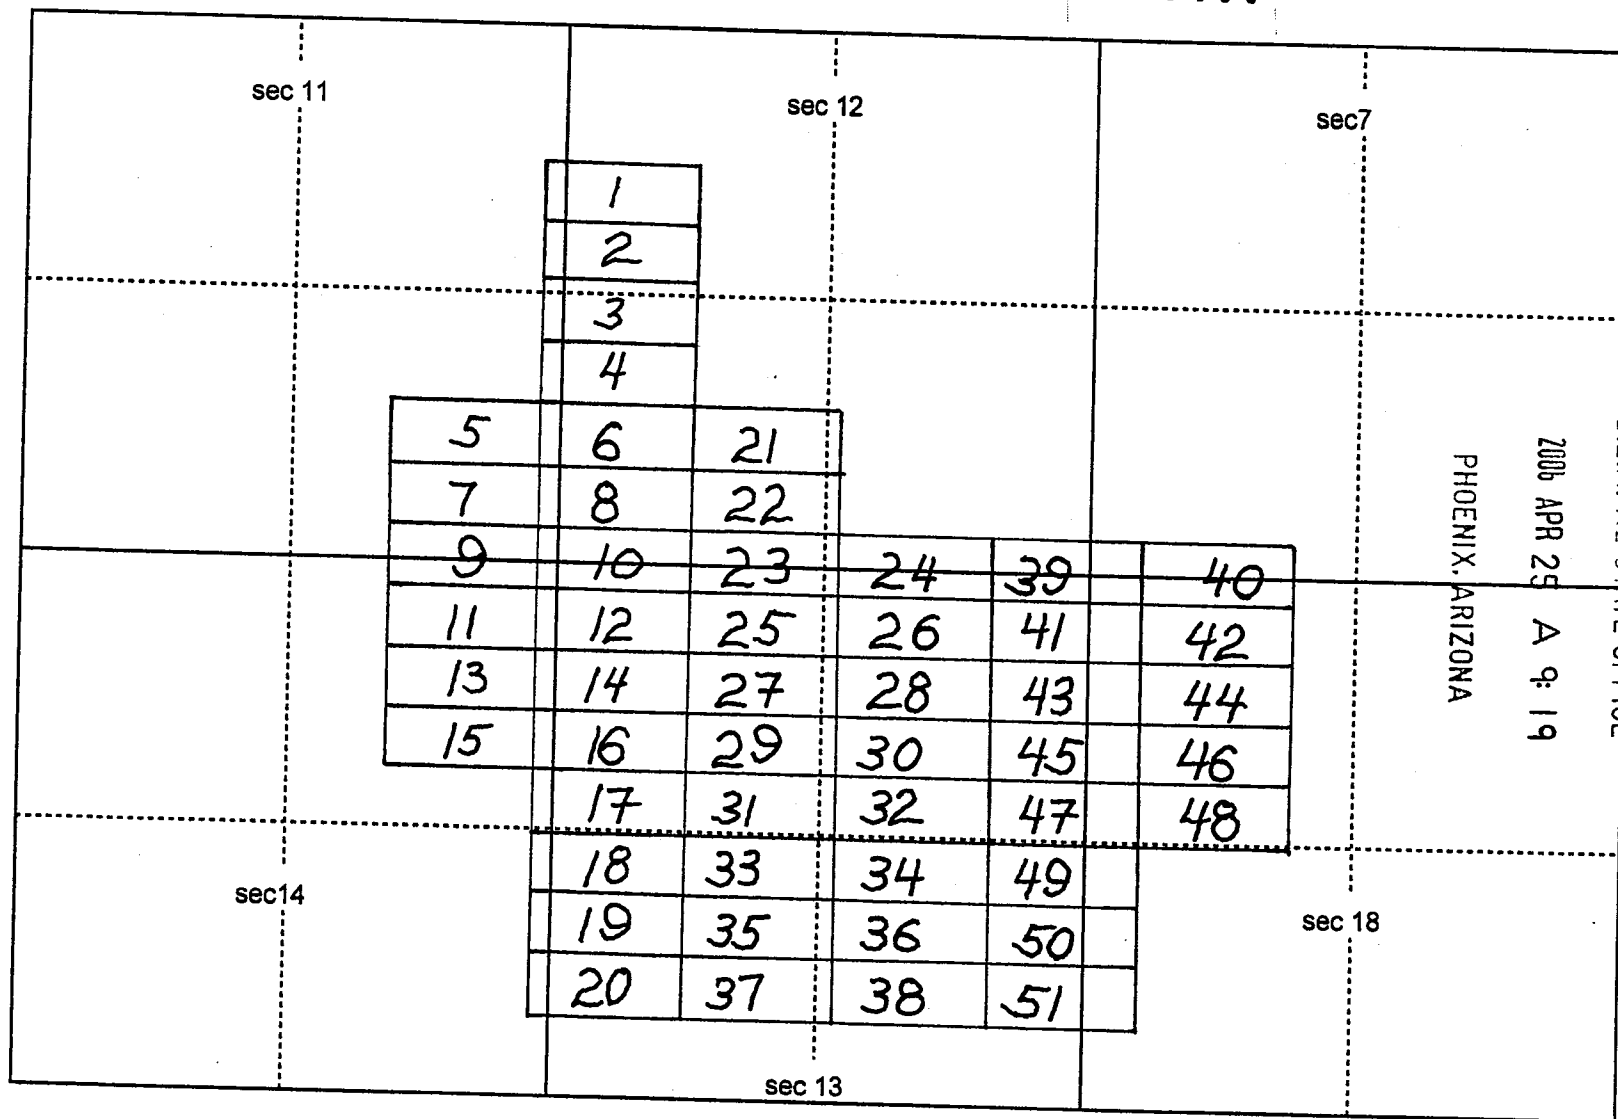 sec 11 sec 12 sec7
1
2
3
4
5 6 21
7 8 22
9 10 23 24 39 40
11 12 25 26 41 42
13 14 27 28 43 44
15 16 29 30 45 46
17 31 32 47 48
18 33 34 49
sec14 sec 18
19 35 36 50
20 37 38 51
sec 13
2006 APR 25 A 9: 19
PHOENIX, ARIZONA